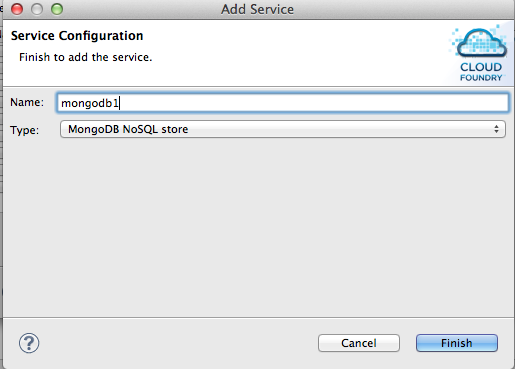 Add Service
Service Configuration
Finish to add the service.
CLOUD
FOUNDRY
Name: mongodb1
Type: MongoDB NoSQL store
?
Cancel Finish